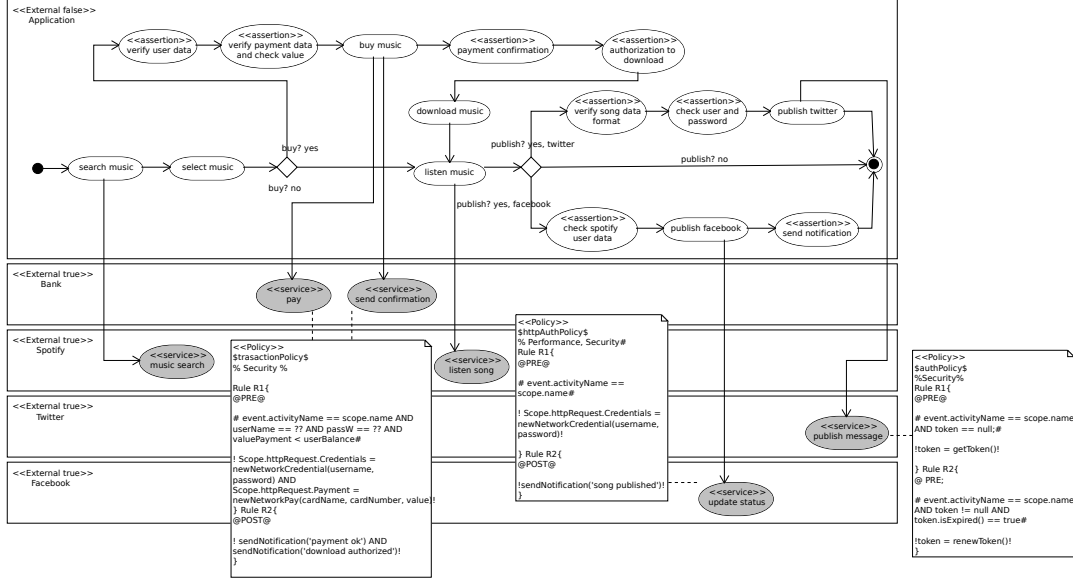 <<External false>>
Application
<<assertion>>
verify user data
<<assertion>>
verify payment data
and check value
buy music
<<assertion>>
payment confirmation
<<assertion>>
authorization to
download
download music
<<assertion>>
verify song data
format
<<assertion>>
check user and
password
publish twitter
buy? yes
publish? yes, twitter
search music
select music
listen music
publish? no
buy? no
publish? yes, facebook
<<assertion>>
check spotify
user data
publish facebook
<<assertion>>
send notification
<<External true>>
Bank
<<service>>
pay
<<service>>
send confirmation
<<External true>>
Spotify
<<service>>
music search
<<service>>
listen song
<<External true>>
Twitter
<<service>>
publish message
<<External true>>
Facebook
<<service>>
update status
<<Policy>>
$trasactionPolicy$
% Security %
Rule R1{
@PRE@
# event.activityName == scope.name AND
userName == ?? AND passW == ?? AND
valuePayment < userBalance#
! Scope.httpRequest.Credentials =
newNetworkCredential(username,
password) AND
Scope.httpRequest.Payment =
newNetworkPay(cardName, cardNumber, value)!
} Rule R2{
@POST@
! sendNotification('payment ok') AND
sendNotification('download authorized')!
}
<<Policy>>
$httpAuthPolicy$
% Performance, Security#
Rule R1{
@PRE@
# event.activityName ==
scope.name#
! Scope.httpRequest.Credentials =
newNetworkCredential(username,
password)!
} Rule R2{
@POST@
!sendNotification('song published')!
}
<<Policy>>
$authPolicy$
%Security%
Rule R1{
@PRE@
# event.activityName == scope.name
AND token == null;#
!token = getToken()!
} Rule R2{
@ PRE;
# event.activityName == scope.name
AND token != null AND
token.isExpired() == true#
!token = renewToken()!
}